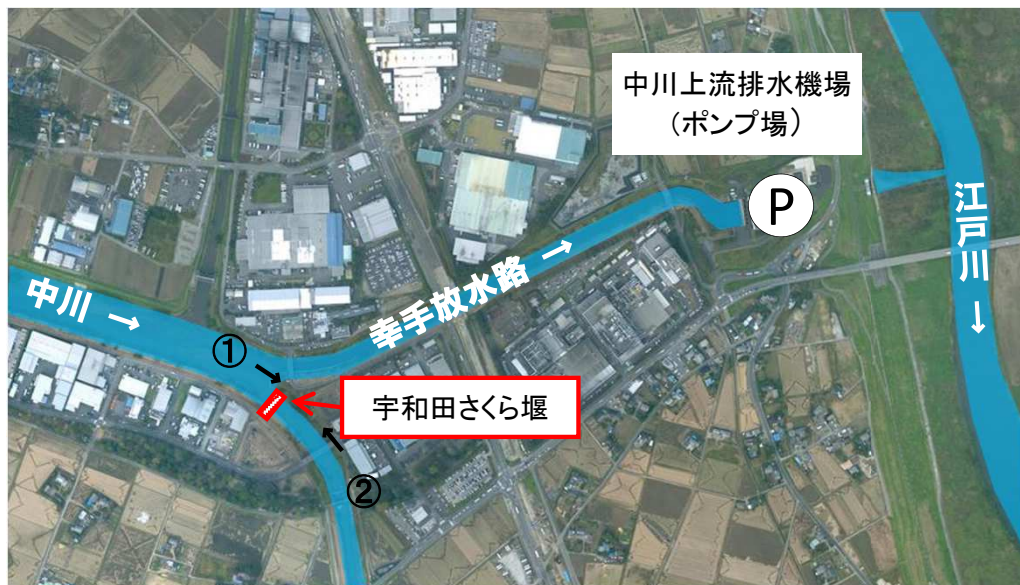 中川上流排水機場
(ポンプ場)
P
江戸川 ↓
幸手放水路 →
中川 →
①
宇和田さくら堰
②